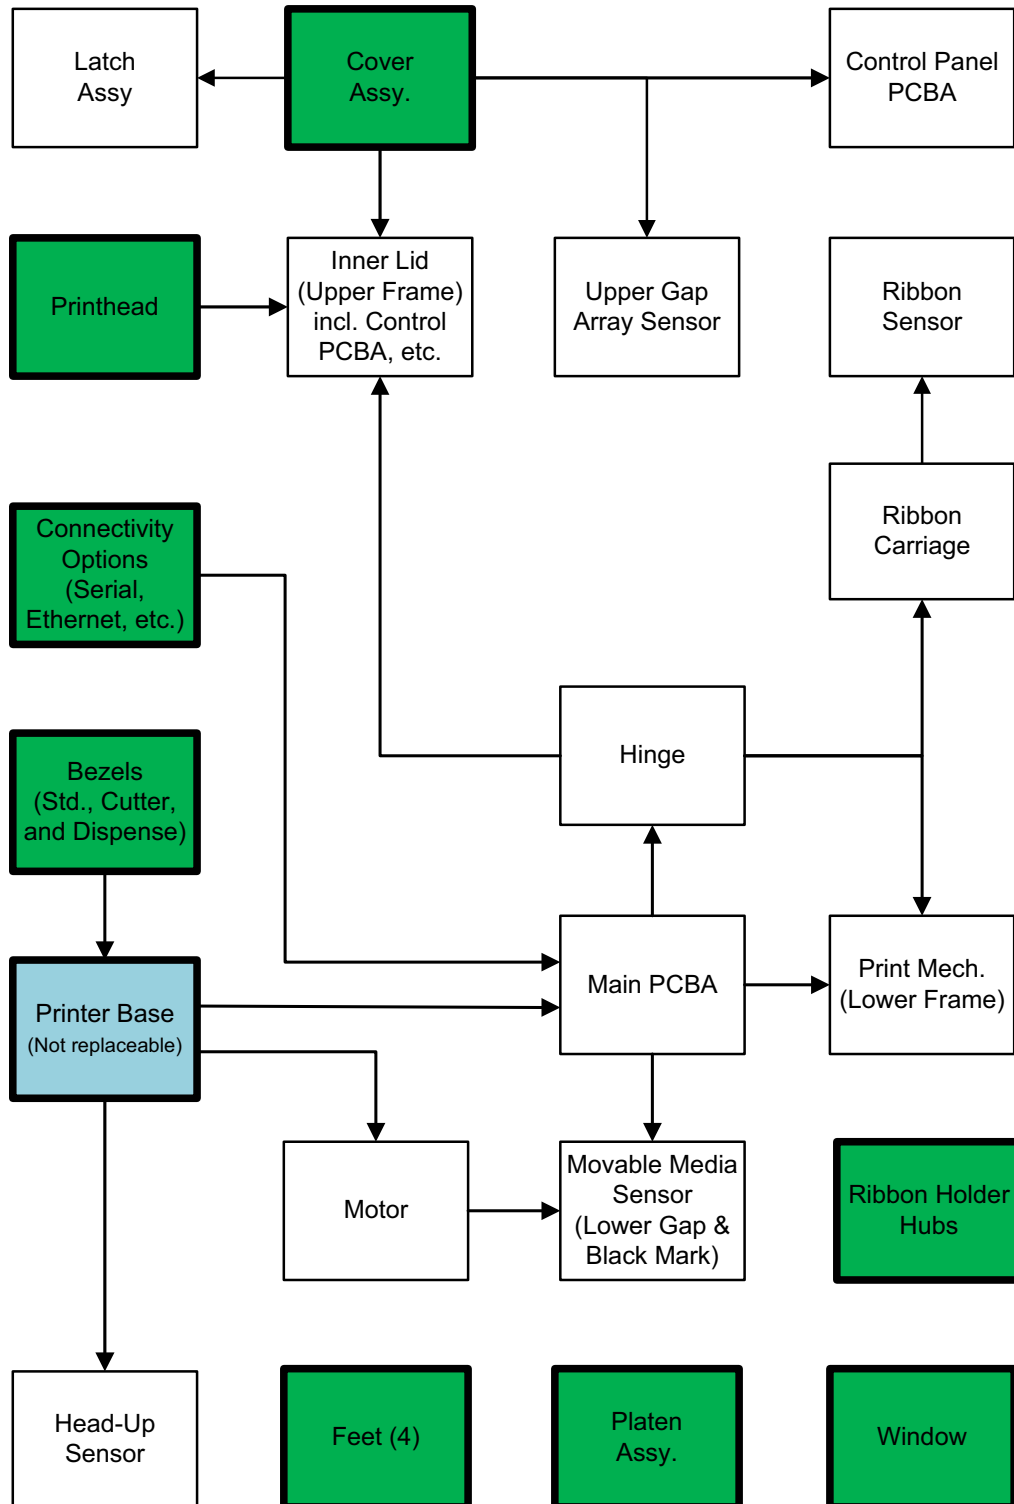 Latch
Assy
Cover
Assy.
Control Panel
PCBA
Printhead
Inner Lid
(Upper Frame)
incl. Control
PCBA, etc.
Upper Gap
Array Sensor
Ribbon
Sensor
Connectivity
Options
(Serial,
Ethernet, etc.)
Ribbon
Carriage
Bezels
(Std., Cutter,
and Dispense)
Hinge
Printer Base
(Not replaceable)
Main PCBA
Print Mech.
(Lower Frame)
Motor
Movable Media
Sensor
(Lower Gap &
Black Mark)
Ribbon Holder
Hubs
Head-Up
Sensor
Feet (4)
Platen
Assy.
Window